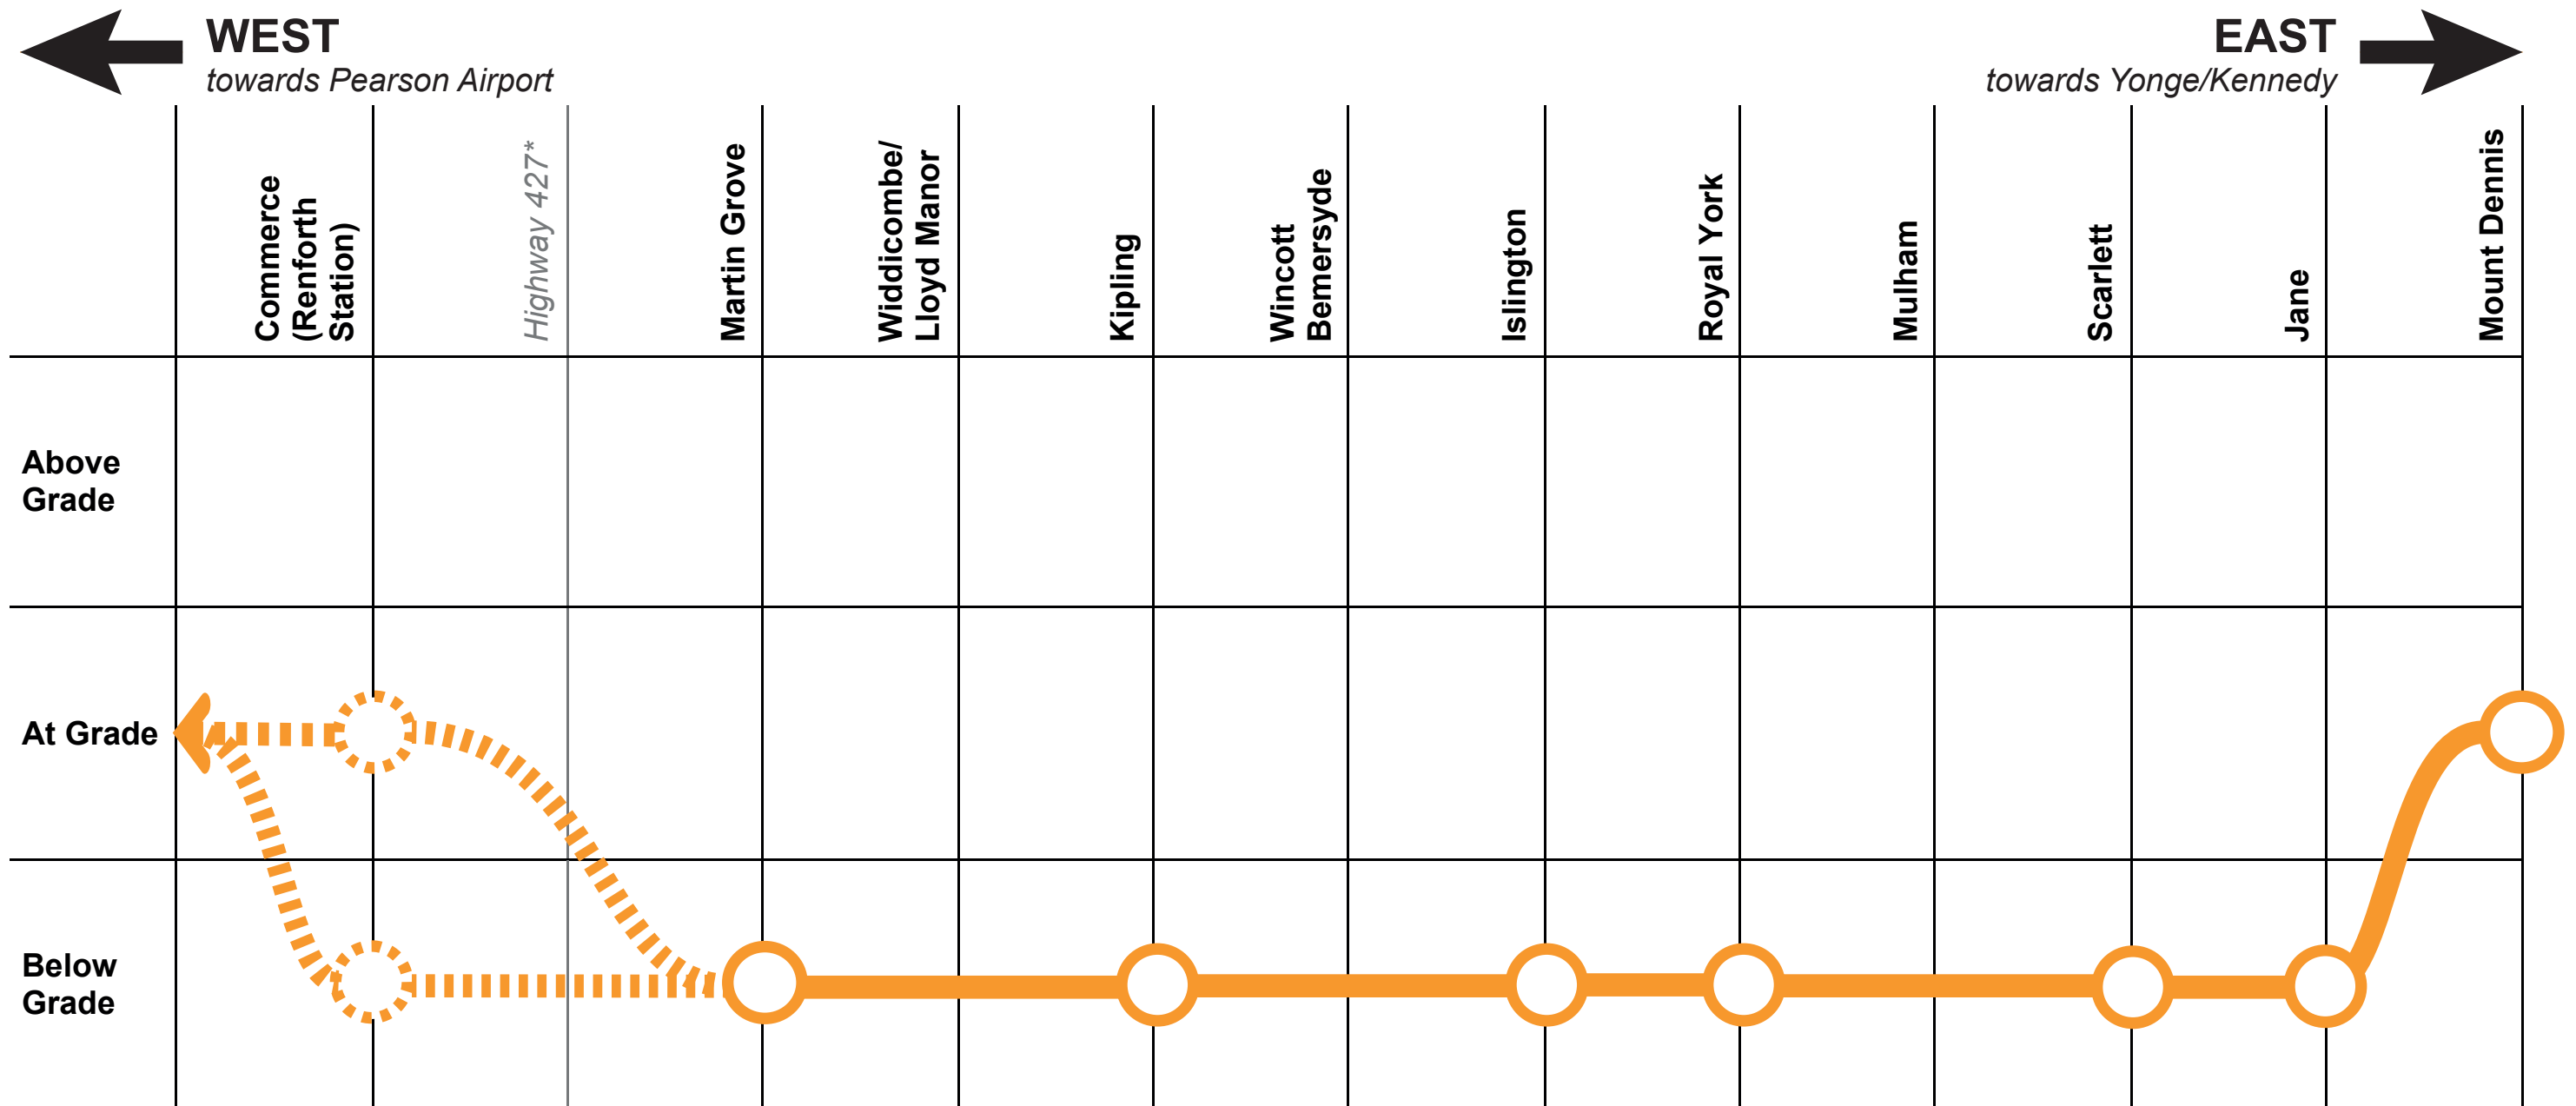 WEST
towards Pearson Airport
EAST
towards Yonge/Kennedy
Commerce
(Renforth
Station)
Highway 427*
Martin Grove
Widdicombe/
Lloyd Manor
Kipling
Wincott
Bemersyde
Islington
Royal York
Mulham
Scarlett
Jane
Mount Dennis
Above
Grade
At Grade
Below
Grade